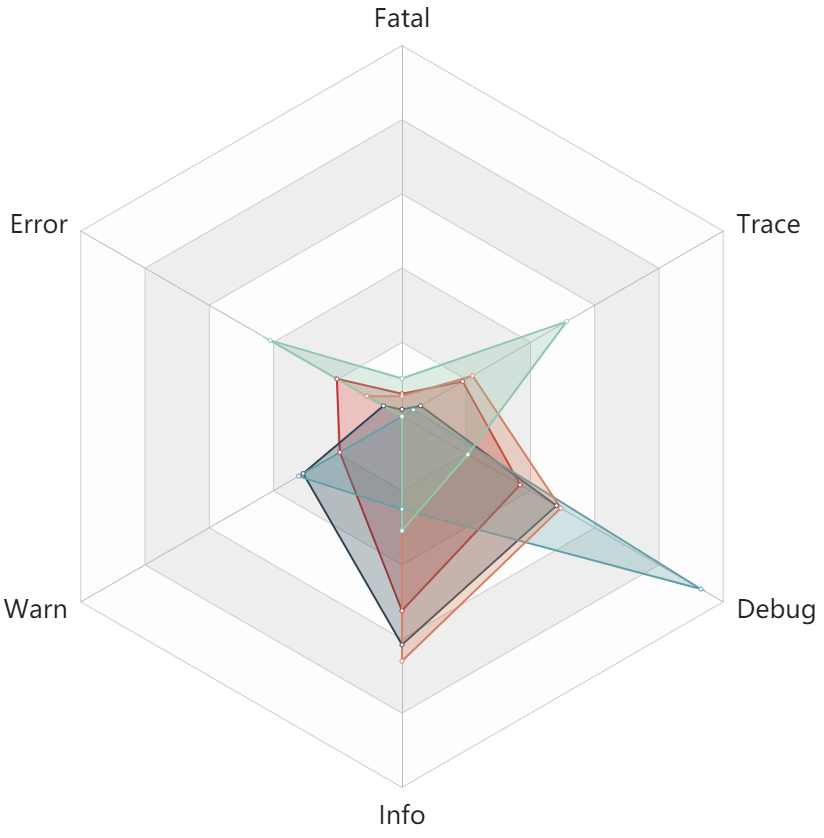 Fatal
Error
Trace
Warn
Debug
Info